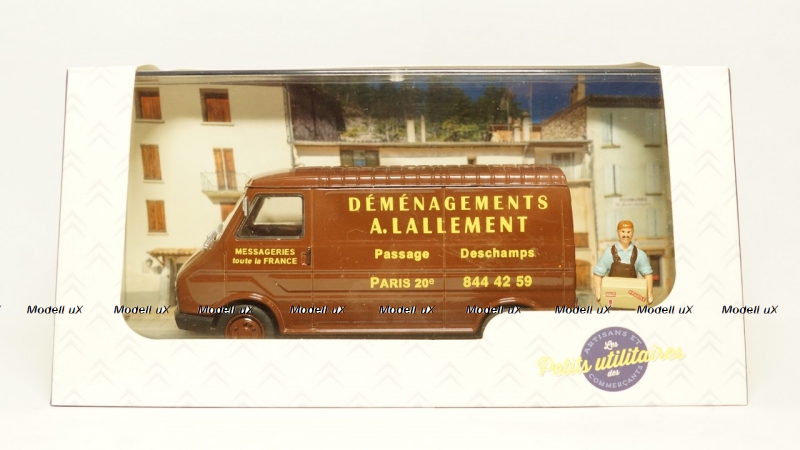 DÉMÉNAGEMENTS
A. LALLEMENT
MESSAGERIES
toute la FRANCE
Passage Deschamps
PARIS 20e 844 42 59
Modell uX Modell uX Modell uX Modell uX Modell uX Modell uX Modell uX Modell uX Modell uX
ARTISANS ET
Les
Petits utilitaires
des
COMMERÇANTS